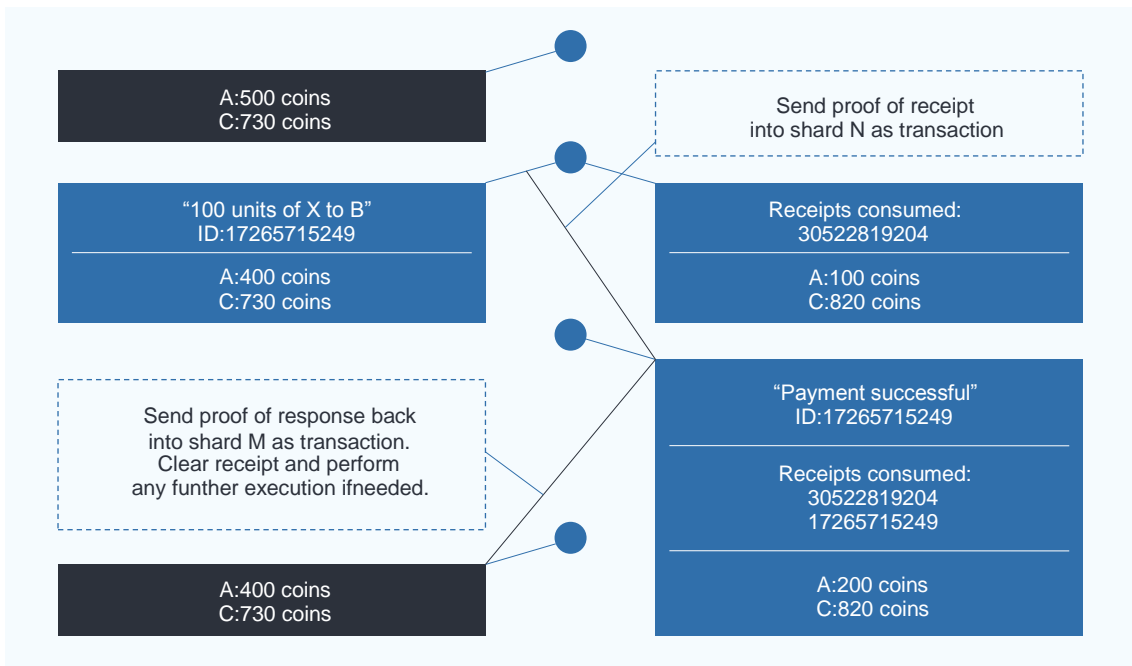 A:500 coins
C:730 coins
Send proof of receipt
into shard N as transaction
“100 units of X to B”
ID:17265715249
A:400 coins
C:730 coins
Receipts consumed:
30522819204
A:100 coins
C:820 coins
Send proof of response back
into shard M as transaction.
Clear receipt and perform
any funther execution ifneeded.
“Payment successful”
ID:17265715249
Receipts consumed:
30522819204
17265715249
A:200 coins
C:820 coins
A:400 coins
C:730 coins